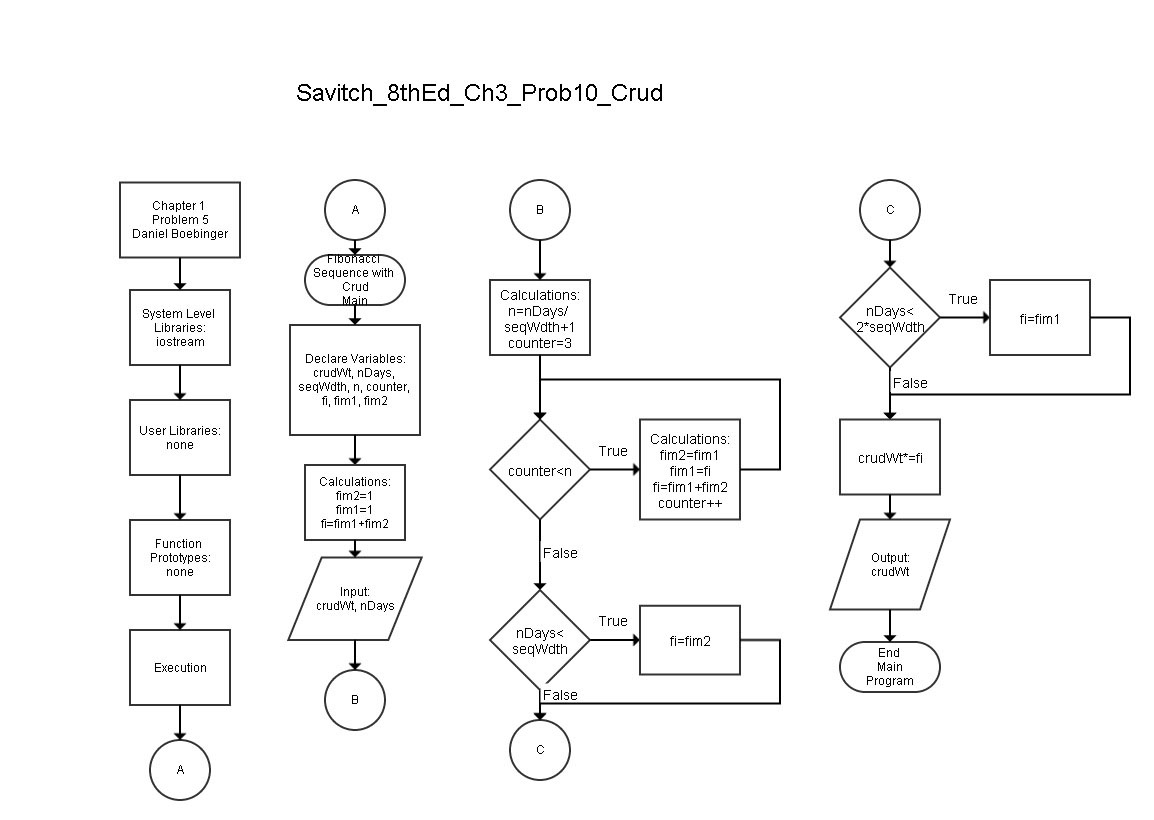 Savitch_8thEd_Ch3_Prob10_Crud
Chapter 1
Problem 5
Daniel Boebinger
System Level
Libraries:
iostream
User Libraries:
none
Function
Prototypes:
none
Execution
A
A
Fibonacci
Sequence with
Crud
Main
Declare Variables:
crudWt, nDays,
seqWdth, n, counter,
fi, fim1, fim2
Calculations:
fim2=1
fim1=1
fi=fim1+fim2
Input:
crudWt, nDays
B
B
Calculations:
n=nDays/
seqWdth+1
counter=3
counter<n
True
Calculations:
fim2=fim1
fim1=fi
fi=fim1+fim2
counter++
False
nDays<
seqWdth
True
fi=fim2
False
C
C
nDays<
2*seqWdth
True
fi=fim1
False
crudWt*=fi
Output:
crudWt
End
Main
Program